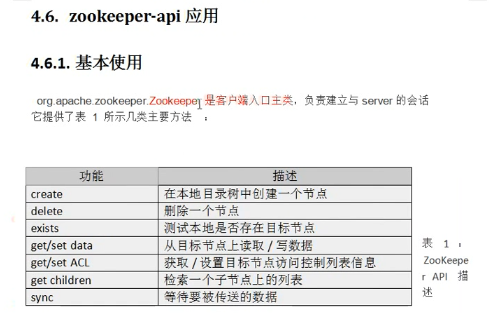 4.6. zookeeper-api 应用
4.6.1. 基本使用
org.apache.zookeeper.Zookeeper 是客户端入口主类，负责建立与 server 的会话
它提供了表 1 所示几类主要方法 ：
功能 描述
create 在本地目录树中创建一个节点
delete 删除一个节点
exists 测试本地是否存在目标节点
get/set data 从目标节点上读取 / 写数据
get/set ACL 获取 / 设置目标节点访问控制列表信息
get children 检索一个子节点上的列表
sync 等待要被传送的数据
表 1 ：
ZooKeepe
r API 描
述